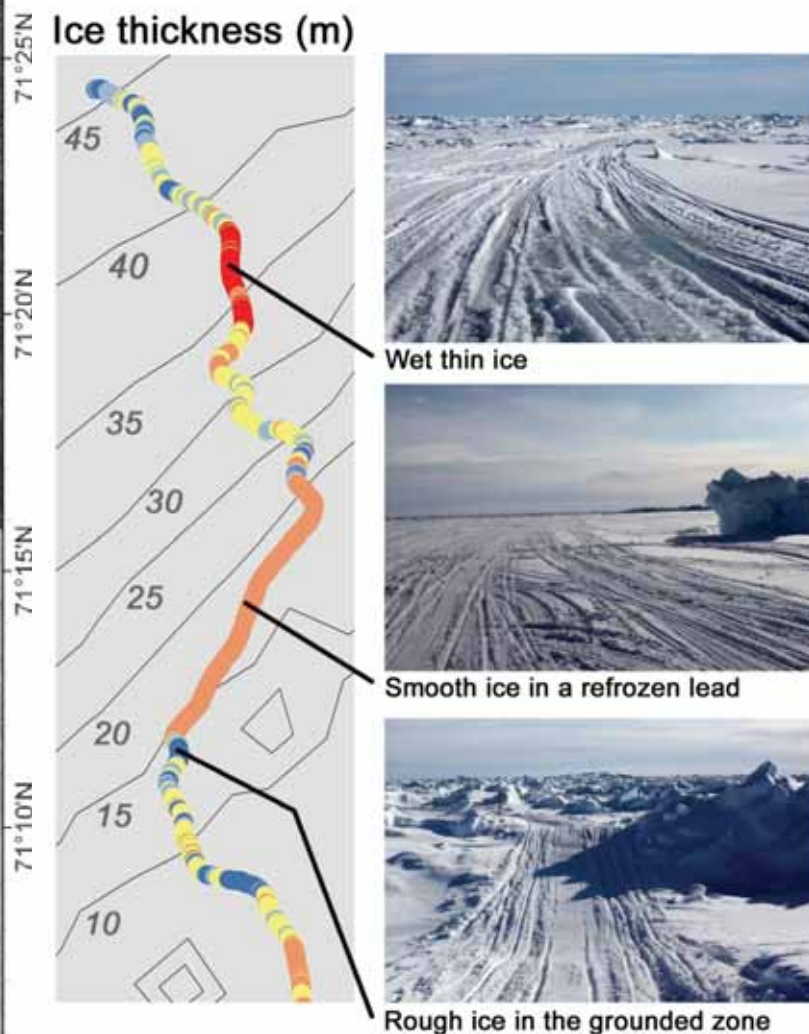 Ice thickness (m)
71°25'N
71°20'N
71°15'N
71°10'N
45
40
35
30
25
20
15
10
Wet thin ice
Smooth ice in a refrozen lead
Rough ice in the grounded zone